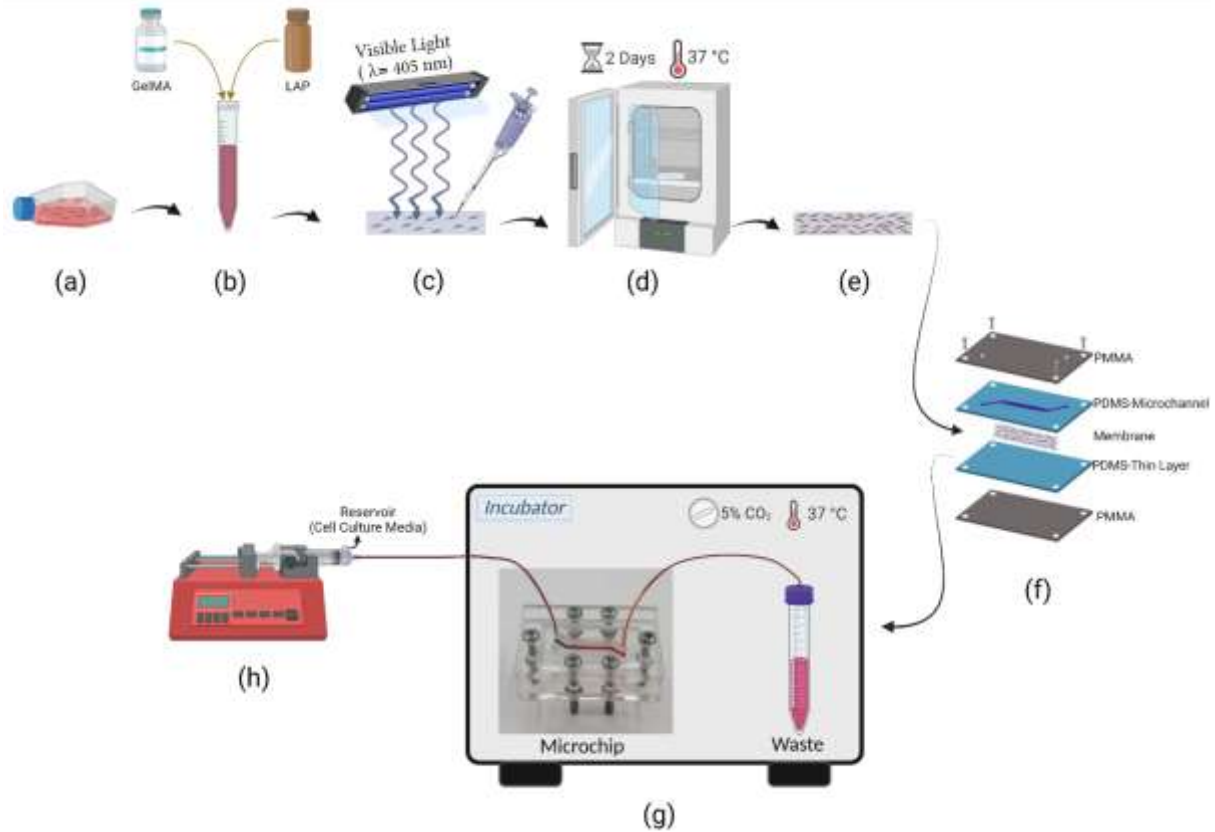 GelMA
LAP
Visible Light
( λ= 405 nm)
2 Days
37 °C
(a)
(b)
(c)
(d)
(e)
PMMA
PDMS-Microchannel
Membrane
PDMS-Thin Layer
PMMA
(f)
Reservoir
(Cell Culture Media)
(h)
Incubator
5% CO₂
37 °C
Microchip
Waste
(g)